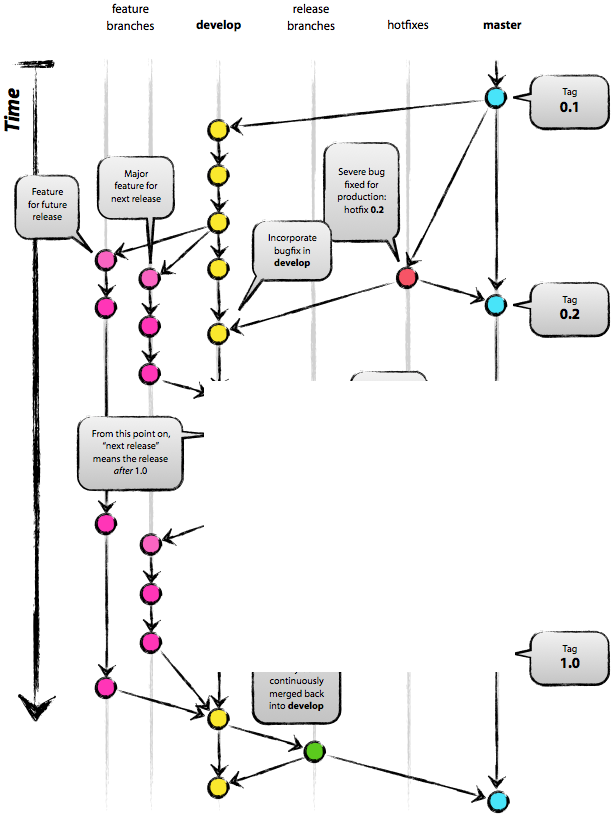 feature
branches
develop
release
branches
hotfixes
master
Time
Tag
0.1
Severe bug
fixed for
production:
hotfix 0.2
Major
feature for
next release
Feature
for future
release
Incorporate
bugfix in
develop
Tag
0.2
From this point on,
“next release”
means the release
after 1.0
Tag
1.0
continuously
merged back
into develop